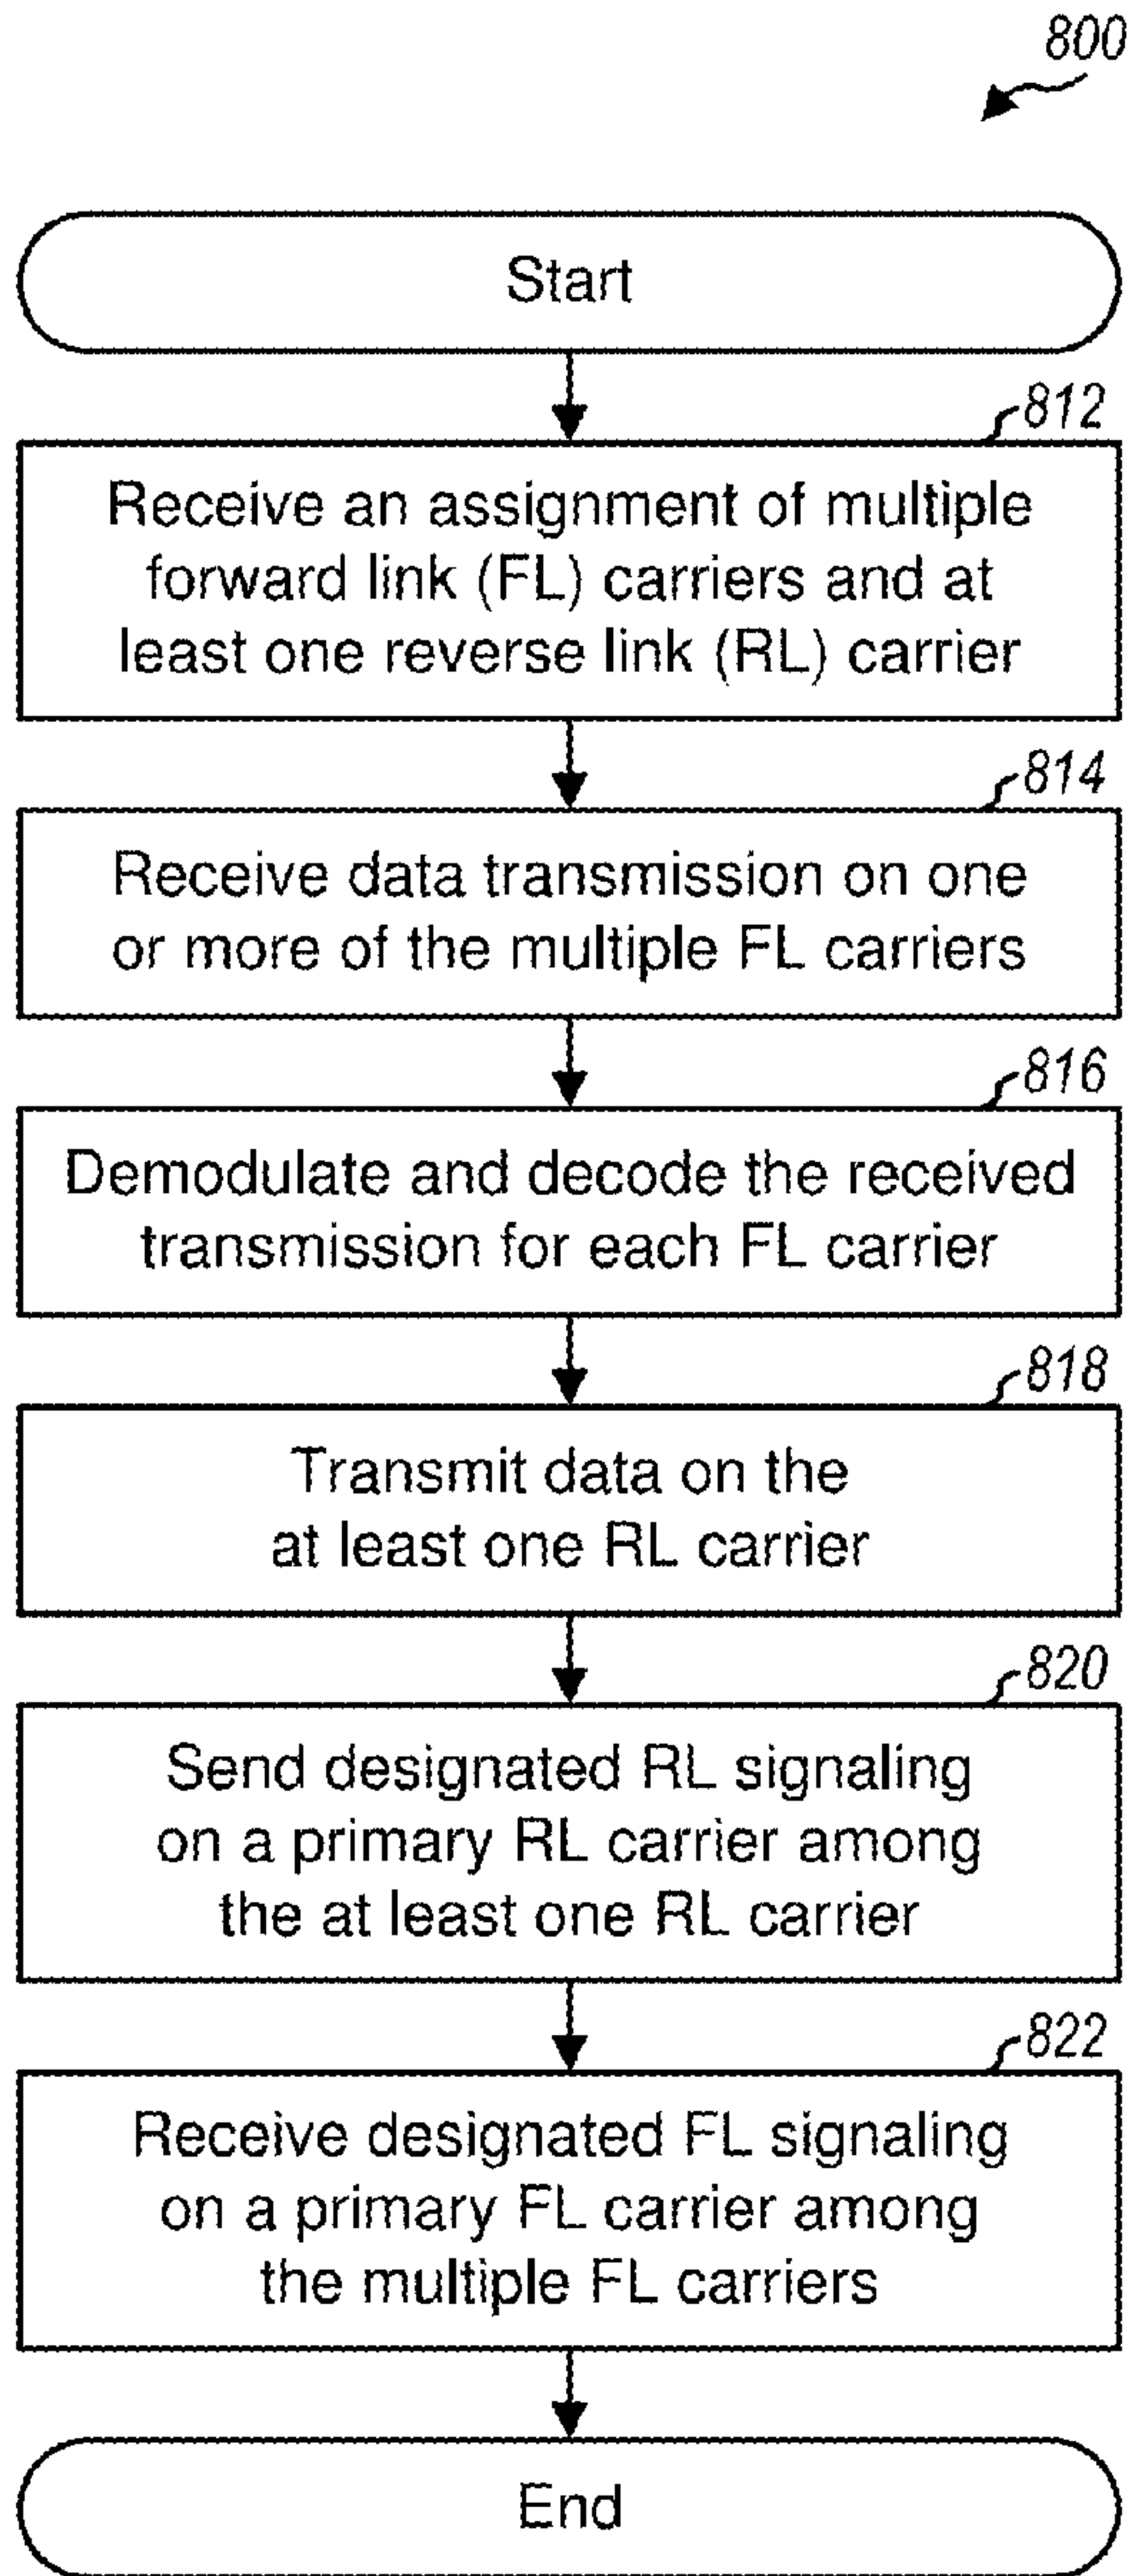 800
Start
812
Receive an assignment of multiple
forward link (FL) carriers and at
least one reverse link (RL) carrier
814
Receive data transmission on one
or more of the multiple FL carriers
816
Demodulate and decode the received
transmission for each FL carrier
818
Transmit data on the
at least one RL carrier
820
Send designated RL signaling
on a primary RL carrier among
the at least one RL carrier
822
Receive designated FL signaling
on a primary FL carrier among
the multiple FL carriers
End